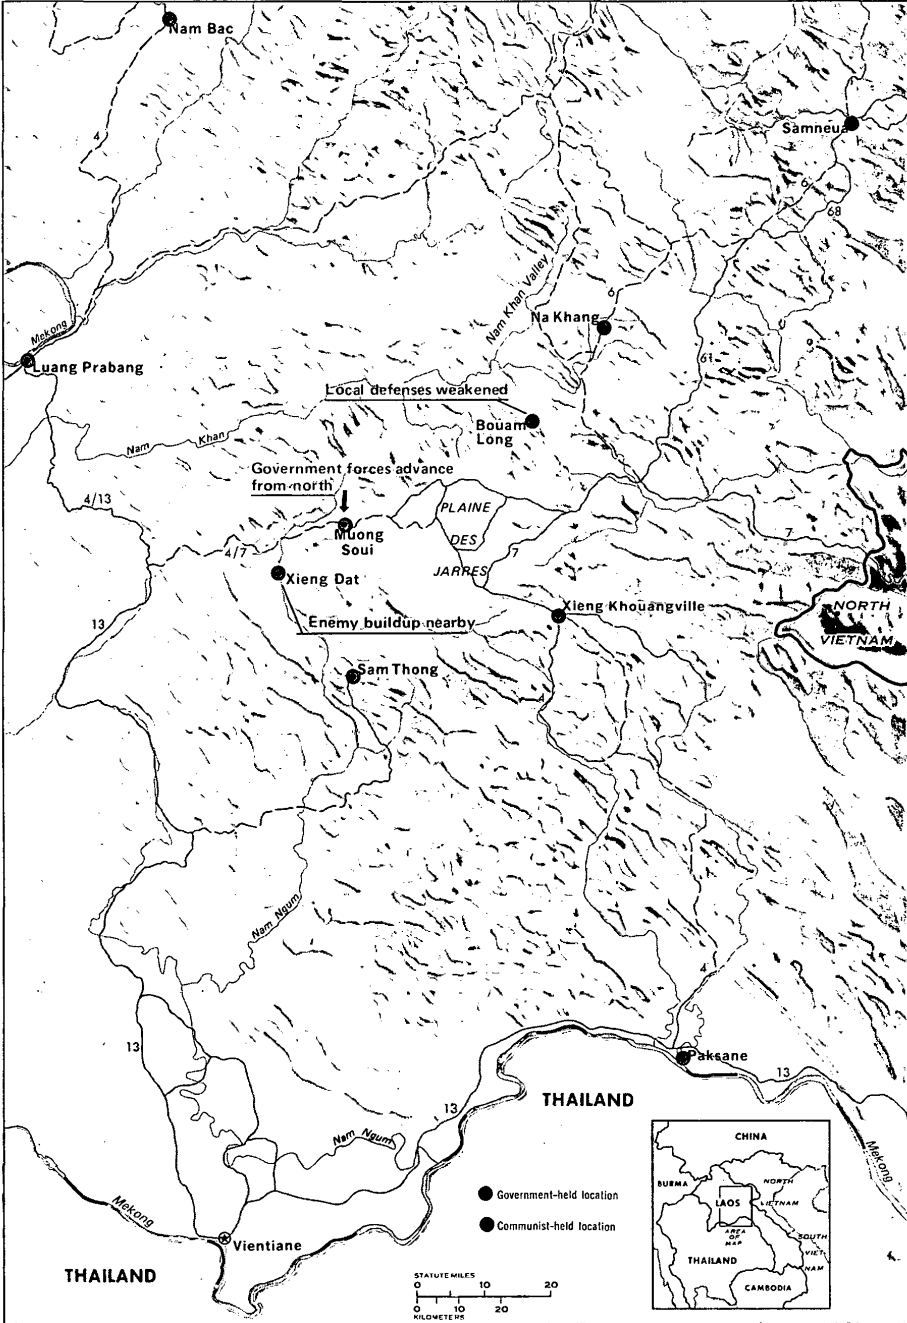 Nam Bac
4
Samneua
6
68
Nam Khan Valley
6
Na Khang
Mekong
Luang Prabang
61
Local defenses weakened
Bouam
Long
Nam Khan
Government forces advance
from north
4/13
PLAINE
DES
JARRES
Muong
Soui
4/7
7
7
Xieng Dat
Xieng Khouangville
NORTH
VIETNAM
13
Enemy buildup nearby
Sam Thong
Nam Ngum
4
13
Paksane
13
THAILAND
13
Nam Ngum
Mekong
Mekong
Vientiane
THAILAND
Government-held location
Communist-held location
STATUTE MILES
0 10 20
0 10 20
KILOMETERS
CHINA
BURMA
NORTH
VIETNAM
LAOS
AREA
OF
MAP
SOUTH
VIET
NAM
THAILAND
CAMBODIA